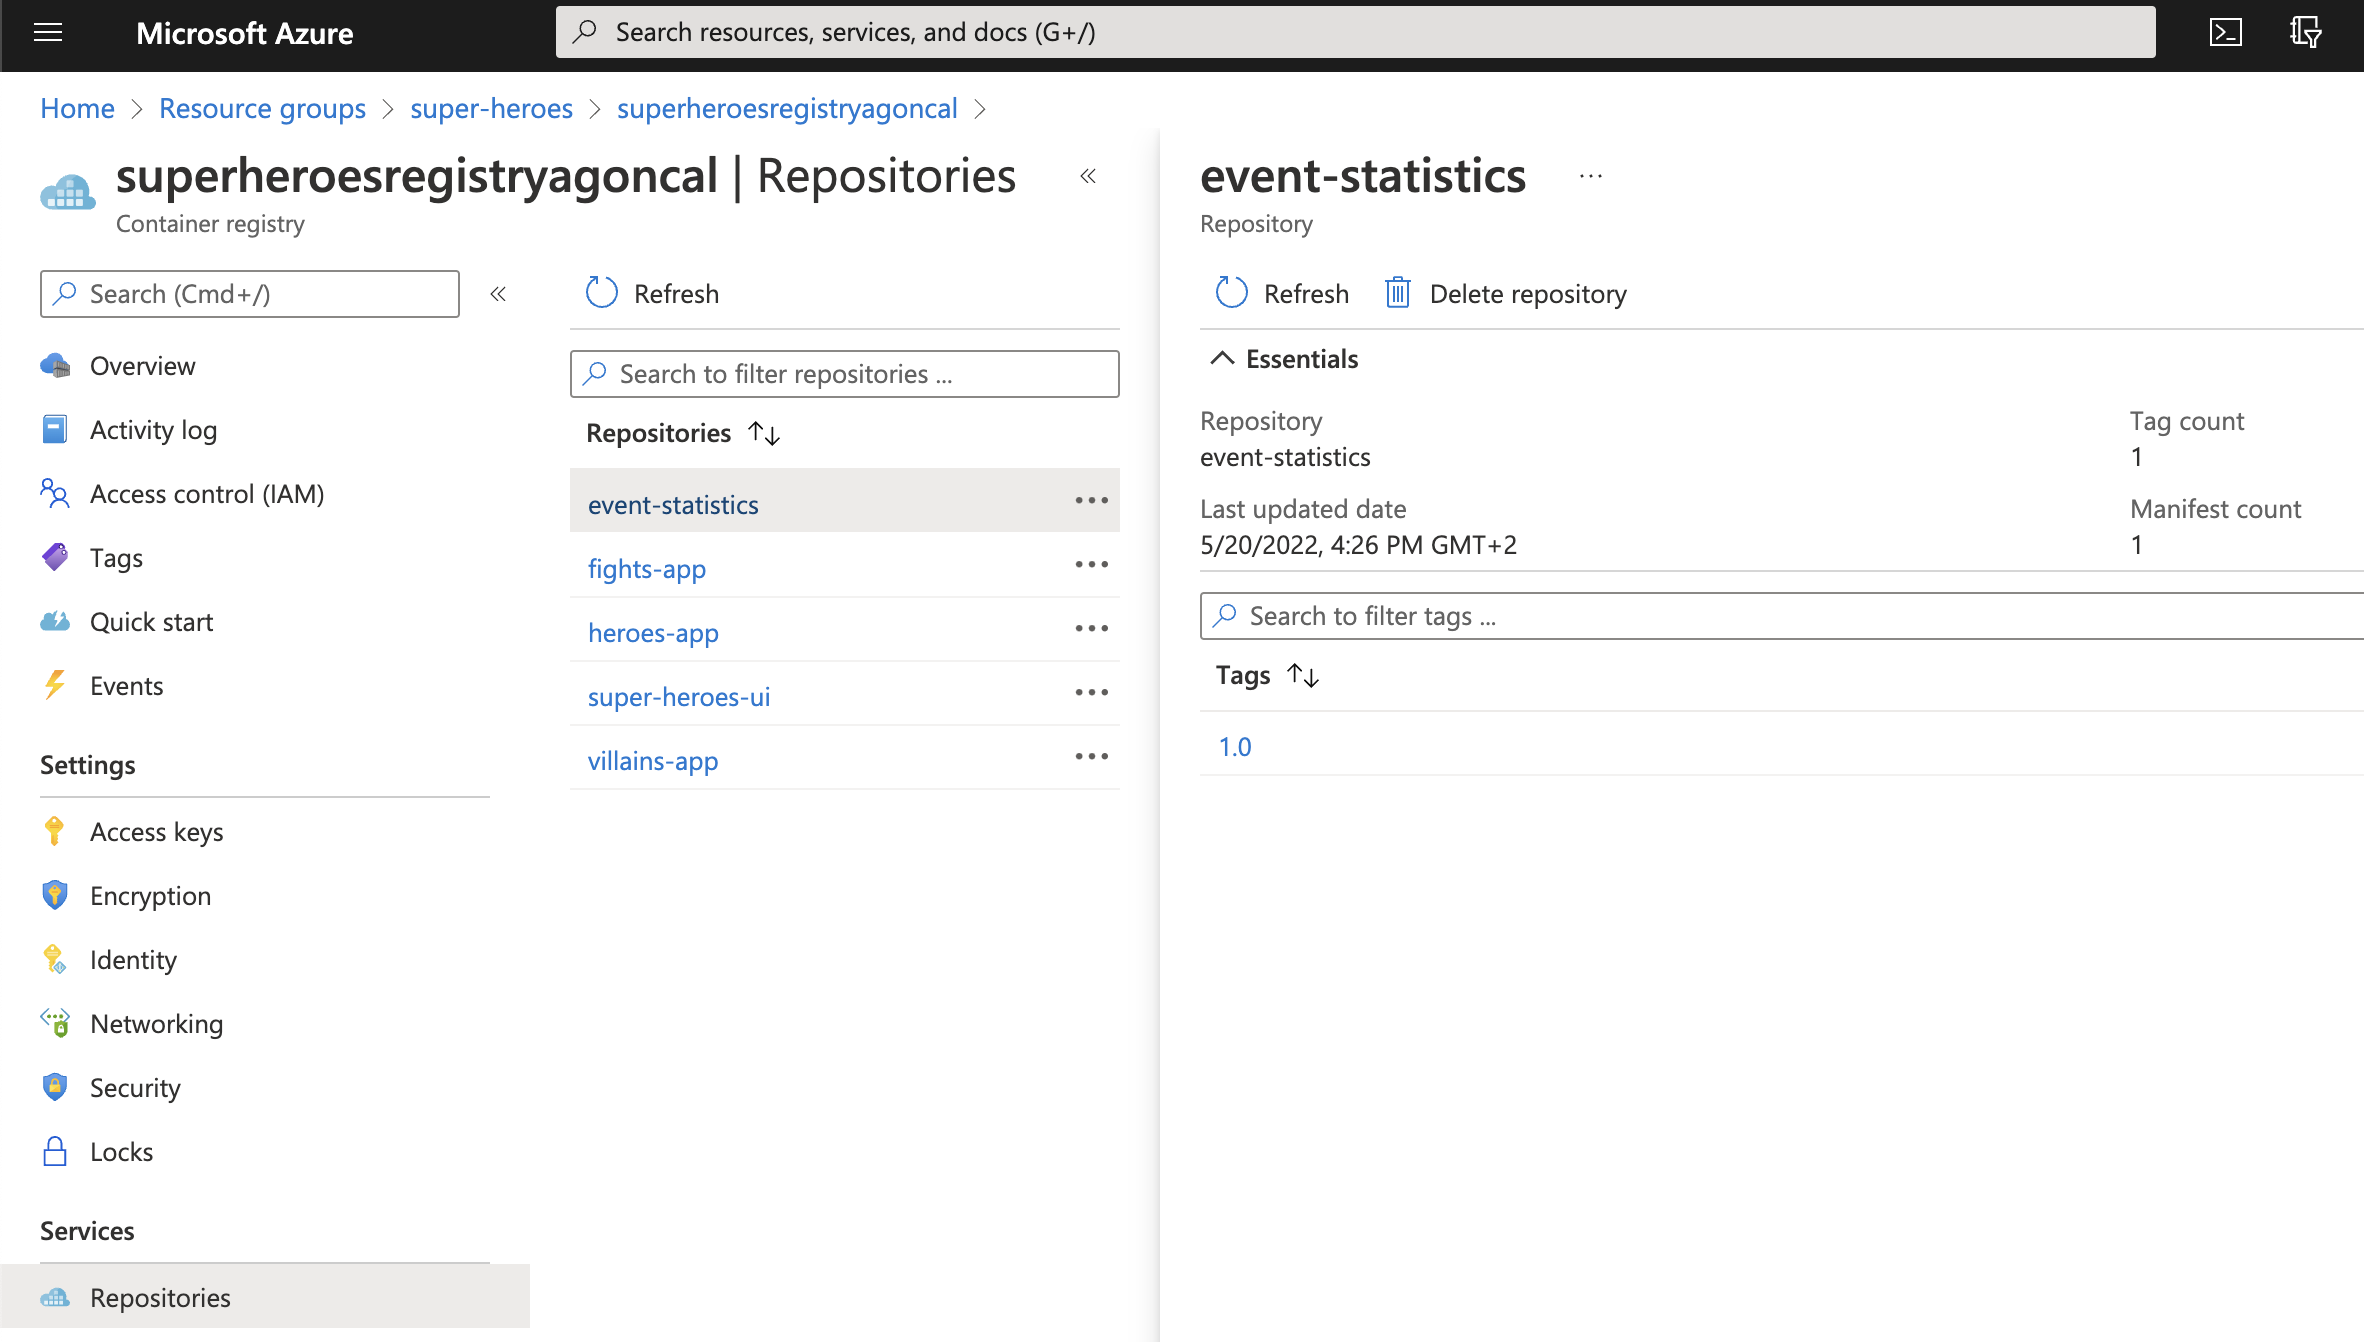 Microsoft Azure
Search resources, services, and docs (G+/)
Home > Resource groups > super-heroes > superheroesregistryagoncal >
superheroesregistryagoncal | Repositories
Container registry
Search (Cmd+/)
Overview
Activity log
Access control (IAM)
Tags
Quick start
Events
Settings
Access keys
Encryption
Identity
Networking
Security
Locks
Services
Repositories
Refresh
Search to filter repositories ...
Repositories
event-statistics
fights-app
heroes-app
super-heroes-ui
villains-app
event-statistics
Repository
Refresh
Delete repository
Essentials
Repository
event-statistics
Last updated date
5/20/2022, 4:26 PM GMT+2
Tag count
1
Manifest count
1
Search to filter tags ...
Tags
1.0